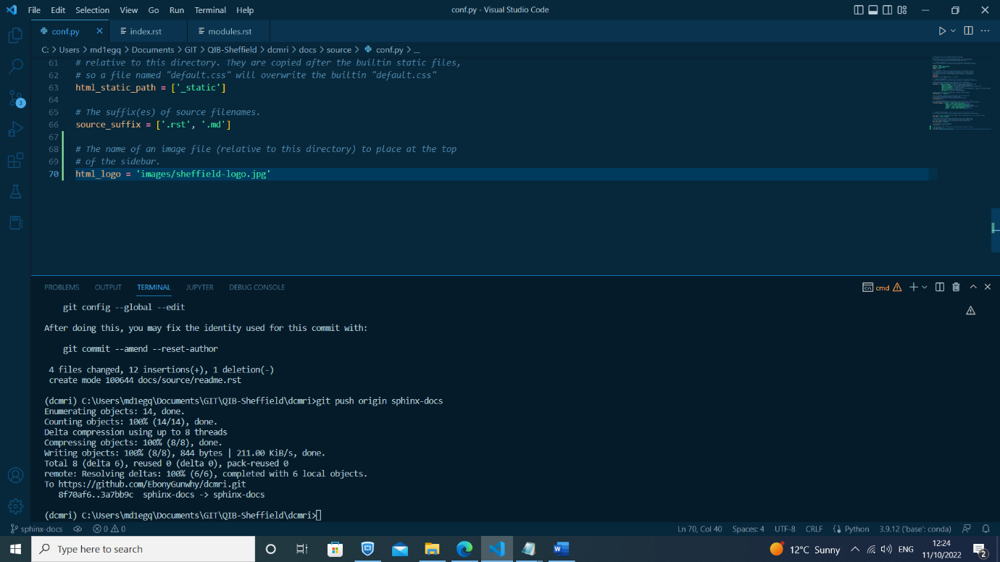 File Edit Selection View Go Run Terminal Help
conf.py - Visual Studio Code
conf.py
index.rst
modules.rst
C: > Users > md1egq > Documents > GIT > QIB-Sheffield > dcmri > docs > source > conf.py > ...
61 # relative to this directory. They are copied after the builtin static files,
62 # so a file named "default.css" will overwrite the builtin "default.css"
63 html_static_path = ['_static']
64
65 # The suffix(es) of source filenames.
66 source_suffix = ['.rst', '.md']
67
68 # The name of an image file (relative to this directory) to place at the top
69 # of the sidebar.
70 html_logo = 'images/sheffield-logo.jpg'
3
PROBLEMS OUTPUT TERMINAL JUPYTER DEBUG CONSOLE
cmd
git config --global --edit
After doing this, you may fix the identity used for this commit with:
git commit --amend --reset-author
4 files changed, 12 insertions(+), 1 deletion(-)
create mode 100644 docs/source/readme.rst
(dcmri) C:\Users\md1egq\Documents\GIT\QIB-Sheffield\dcmri>git push origin sphinx-docs
Enumerating objects: 14, done.
Counting objects: 100% (14/14), done.
Delta compression using up to 8 threads
Compressing objects: 100% (8/8), done.
Writing objects: 100% (8/8), 844 bytes | 211.00 KiB/s, done.
Total 8 (delta 6), reused 0 (delta 0), pack-reused 0
remote: Resolving deltas: 100% (6/6), completed with 6 local objects.
To https://github.com/EbonyGunwhy/dcmri.git
8f70af6..3a7bb9c sphinx-docs -> sphinx-docs
(dcmri) C:\Users\md1egq\Documents\GIT\QIB-Sheffield\dcmri>
sphinx-docs 0 0
Ln 70, Col 40 Spaces: 4 UTF-8 CRLF Python 3.9.12 ('base': conda)
Type here to search
12°C Sunny
ENG
12:24
11/10/2022
2